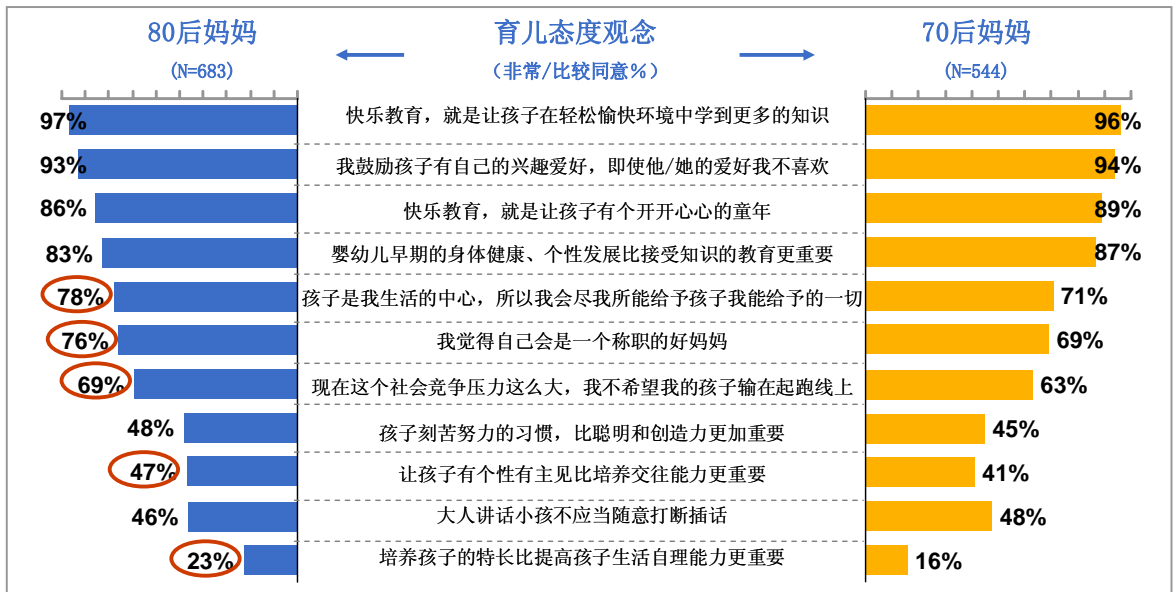 80后妈妈 育儿态度观念 70后妈妈
(N=683) (非常/比较同意%) (N=544)
97% 快乐教育，就是让孩子在轻松愉快环境中学到更多的知识 96%
93% 我鼓励孩子有自己的兴趣爱好，即使他/她的爱好我不喜欢 94%
86% 快乐教育，就是让孩子有个开开心心的童年 89%
83% 婴幼儿早期的身体健康、个性发展比接受知识的教育更重要 87%
78% 孩子是我生活的中心，所以我会尽我所能给予孩子我能给予的一切 71%
76% 我觉得自己会是一个称职的好妈妈 69%
69% 现在这个社会竞争压力这么大，我不希望我的孩子输在起跑线上 63%
48% 孩子刻苦努力的习惯，比聪明和创造力更加重要 45%
47% 让孩子有个性有主见比培养交往能力更重要 41%
46% 大人讲话小孩不应当随意打断插话 48%
23% 培养孩子的特长比提高孩子生活自理能力更重要 16%